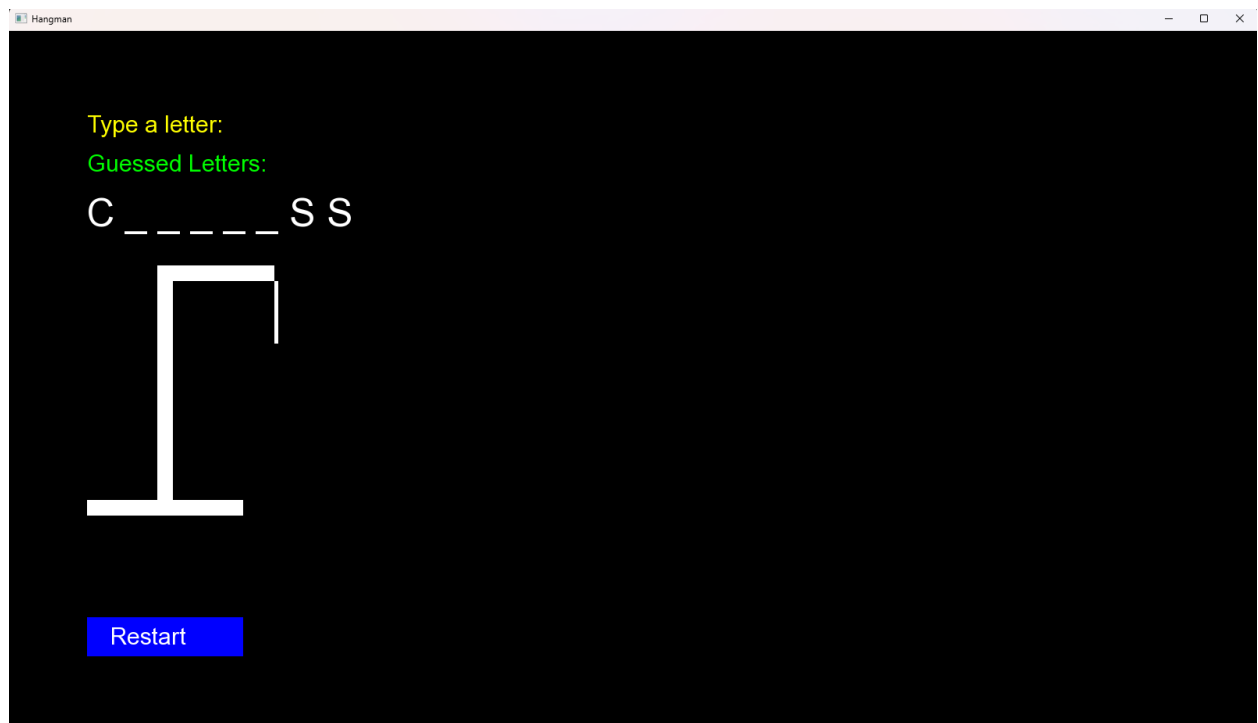 Hangman
Type a letter:
Guessed Letters:
C _ _ _ _ _ S S
Restart